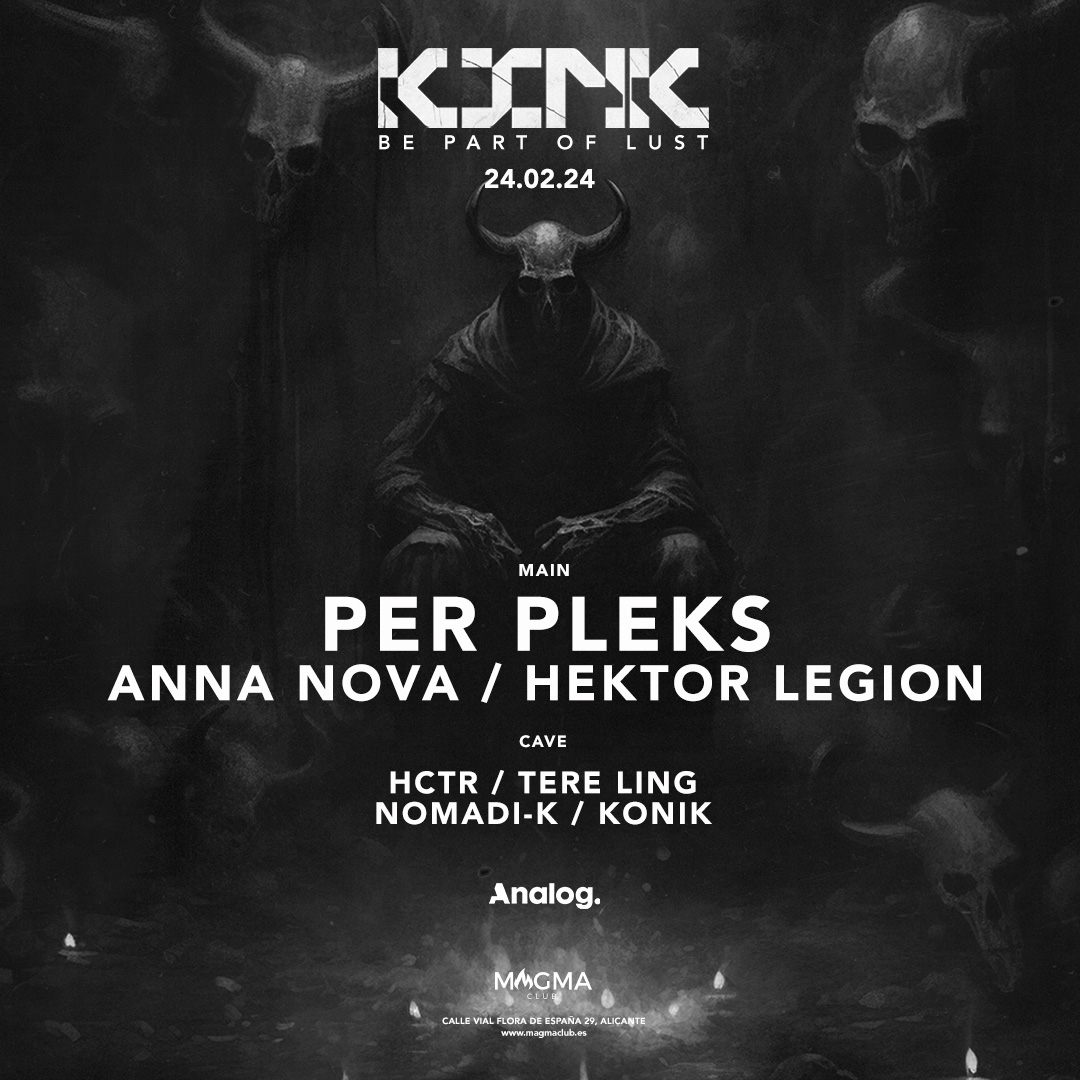 KINK
BE PART OF LUST
24.02.24
MAIN
PER PLEKS
ANNA NOVA / HEKTOR LEGION
CAVE
HCTR / TERE LING
NOMADI-K / KONIK
Analog.
MAGMA
CLUB
CALLE VIAL FLORA DE ESPAÑA 29, ALICANTE
www.magmaclub.es